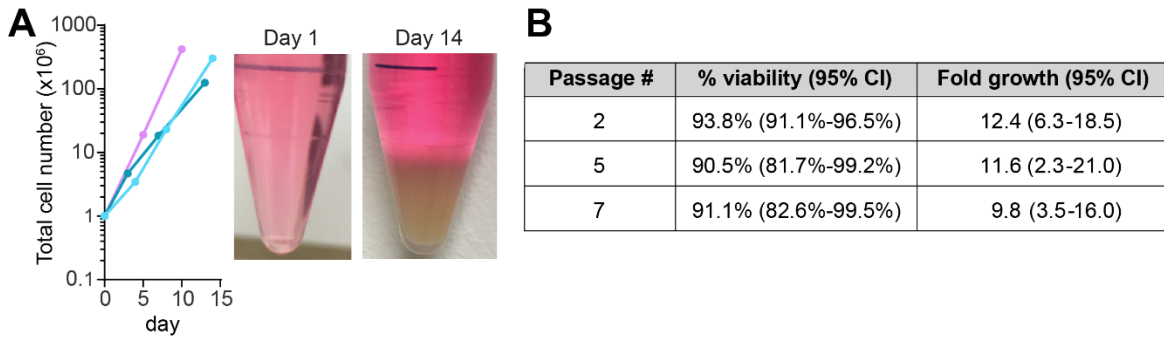 A
Total cell number (x10⁶)
1000
100
10
1
0.1
0 5 10 15
day
Day 1 Day 14
B
Passage # % viability (95% CI) Fold growth (95% CI)
2 93.8% (91.1%-96.5%) 12.4 (6.3-18.5)
5 90.5% (81.7%-99.2%) 11.6 (2.3-21.0)
7 91.1% (82.6%-99.5%) 9.8 (3.5-16.0)